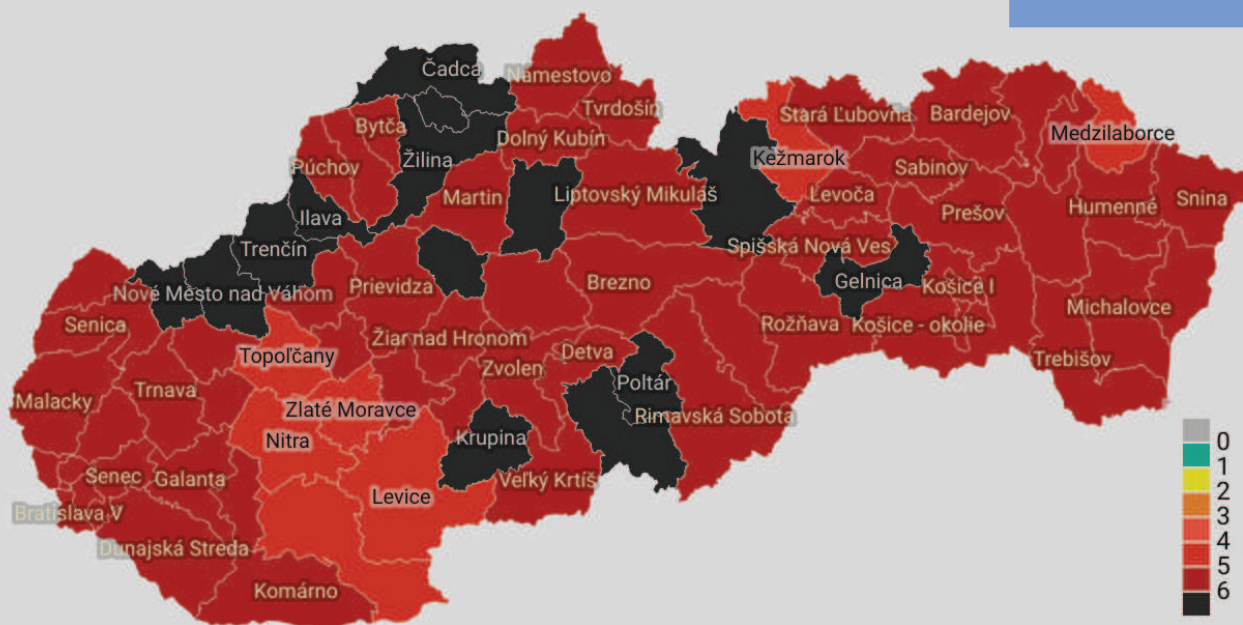 Čadca
Námestovo
Tvrdošín
Bytča
Dolný Kubín
Stará Ľubovňa
Bardejov
Medzilaborce
Púchov
Žilina
Kežmarok
Sabinov
Martin
Liptovský Mikuláš
Levoča
Snina
Ilava
Prešov
Humenné
Trenčín
Spišská Nová Ves
Nové Město nad Váhom
Prievidza
Brezno
Gelnica
Košice I
Michalovce
Senica
Žiar nad Hronom
Rožňava
Košice - okolie
Topoľčany
Detva
Zvolen
Trebišov
Trnava
Poltár
Malacky
Zlaté Moravce
Rimavská Sobota
Nitra
Krupina
Senec
Galanta
Veľký Krtíš
Levice
Bratislava V
Dunajská Streda
Komárno
0
1
2
3
4
5
6